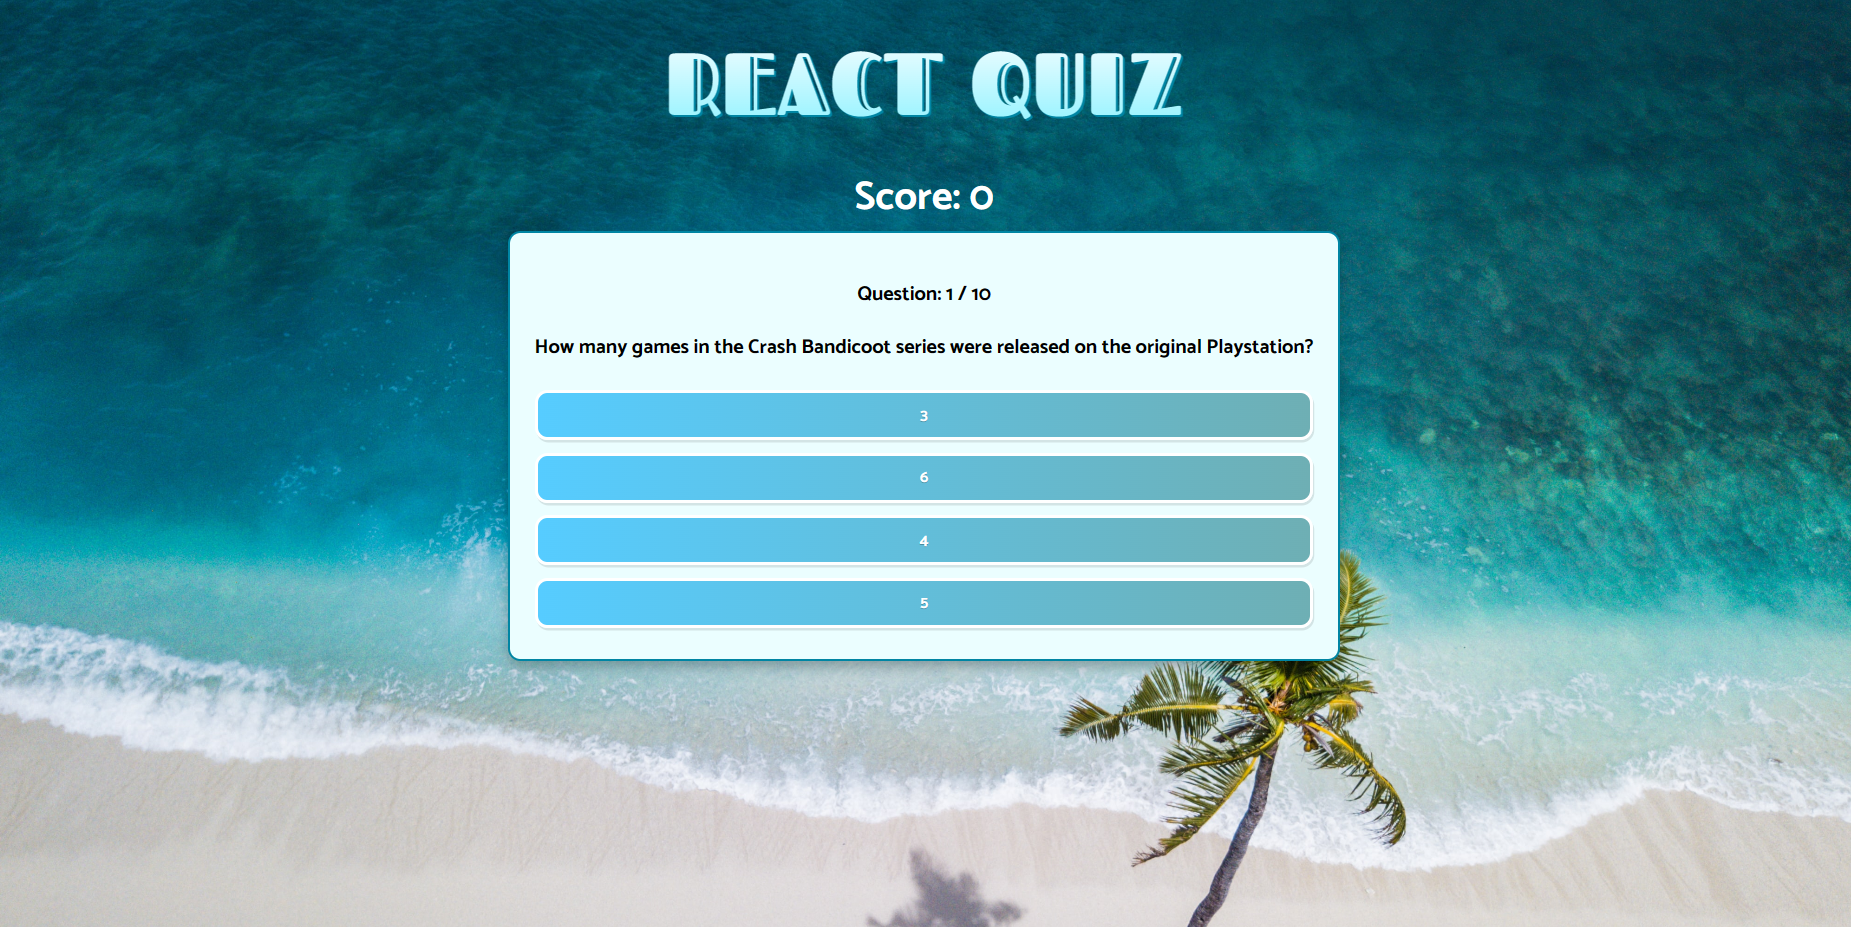 REACT QUIZ
Score: 0
Question: 1 / 10
How many games in the Crash Bandicoot series were released on the original Playstation?
3
6
4
5